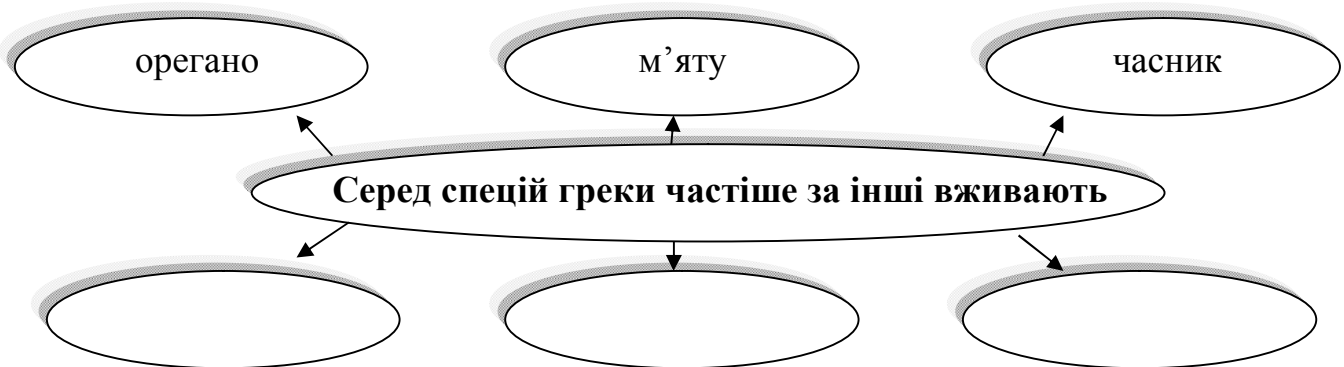 орегано
м’яту
часник
Серед спецій греки частіше за інші вживають